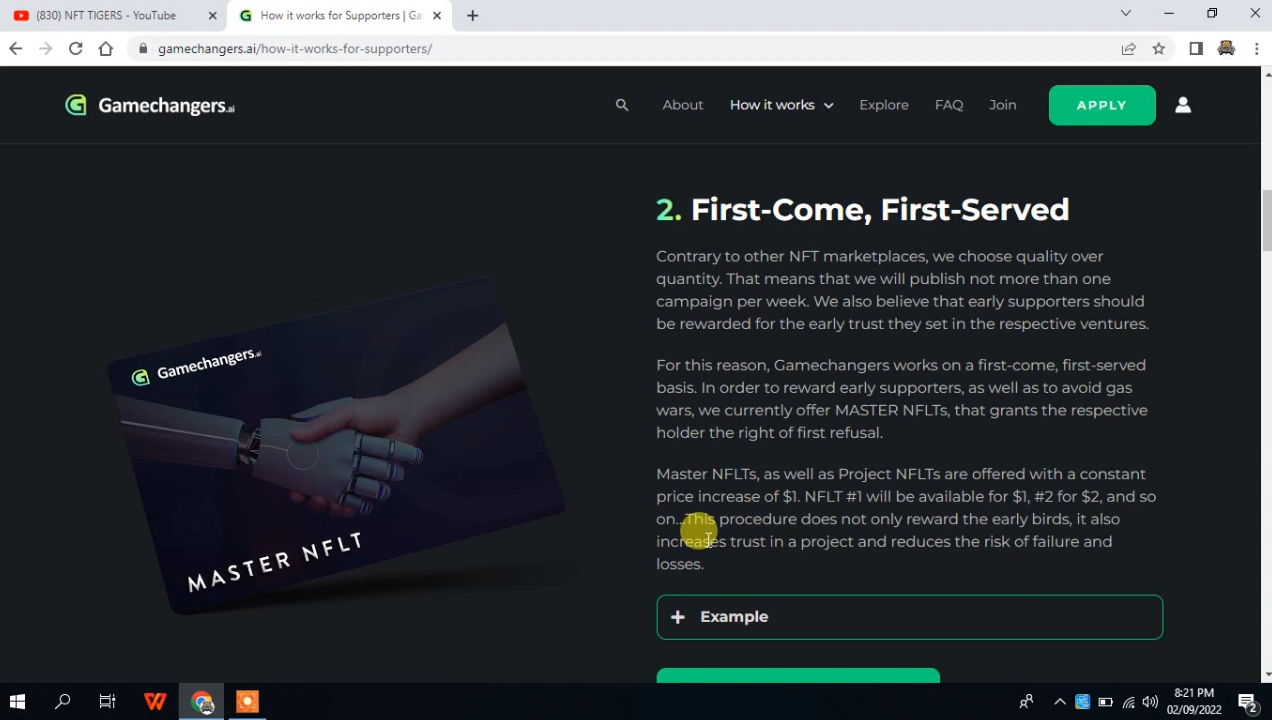 (830) NFT TIGERS - YouTube
How it works for Supporters | Ga
gamechangers.ai/how-it-works-for-supporters/
Gamechangers.ai
About
How it works
Explore
FAQ
Join
APPLY
2. First-Come, First-Served
Contrary to other NFT marketplaces, we choose quality over
quantity. That means that we will publish not more than one
campaign per week. We also believe that early supporters should
be rewarded for the early trust they set in the respective ventures.
For this reason, Gamechangers works on a first-come, first-served
basis. In order to reward early supporters, as well as to avoid gas
wars, we currently offer MASTER NFLTs, that grants the respective
holder the right of first refusal.
Master NFLTs, as well as Project NFLTs are offered with a constant
price increase of $1. NFLT #1 will be available for $1, #2 for $2, and so
on...This procedure does not only reward the early birds, it also
increases trust in a project and reduces the risk of failure and
losses.
Example
Gamechangers.ai
MASTER NFLT
8:21 PM
02/09/2022
2